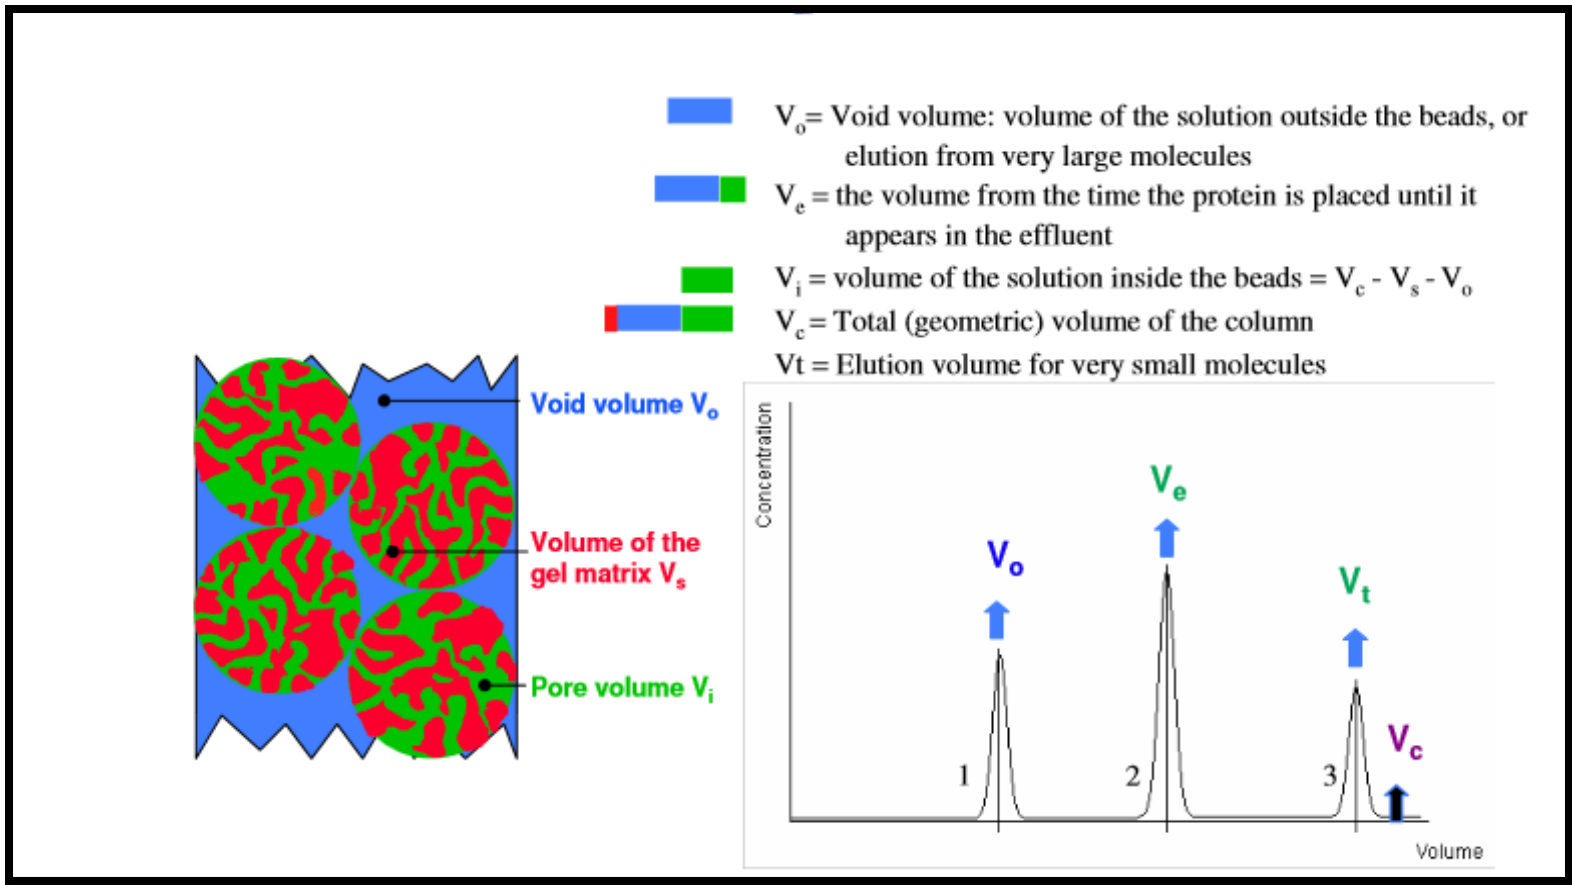 Vo= Void volume: volume of the solution outside the beads, or
elution from very large molecules
Ve = the volume from the time the protein is placed until it
appears in the effluent
Vi = volume of the solution inside the beads = Vc - Vs - Vo
Vc = Total (geometric) volume of the column
Vt = Elution volume for very small molecules
Void volume Vo
Volume of the
gel matrix Vs
Pore volume Vi
Concentration
Vo
Ve
Vt
Vc
1
2
3
Volume